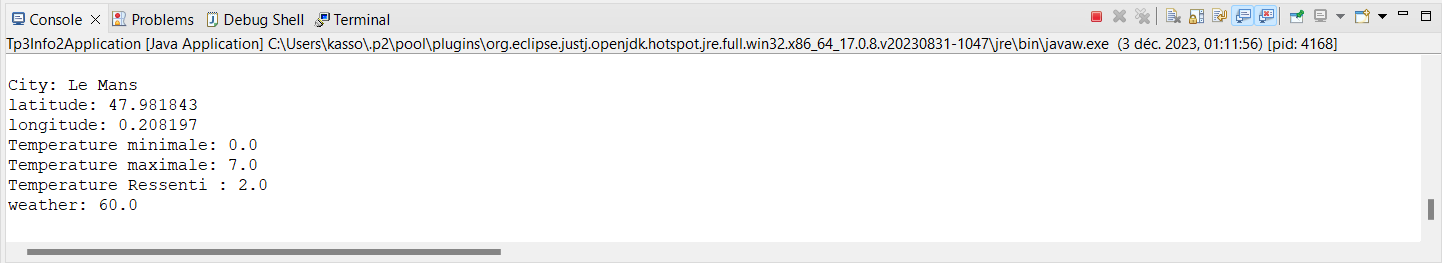 Console Problems Debug Shell Terminal
Tp3Info2Application [Java Application] C:\Users\kasso\.p2\pool\plugins\org.eclipse.justj.openjdk.hotspot.jre.full.win32.x86_64_17.0.8.v20230831-1047\jre\bin\javaw.exe (3 déc. 2023, 01:11:56) [pid: 4168]
City: Le Mans
latitude: 47.981843
longitude: 0.208197
Temperature minimale: 0.0
Temperature maximale: 7.0
Temperature Ressenti : 2.0
weather: 60.0